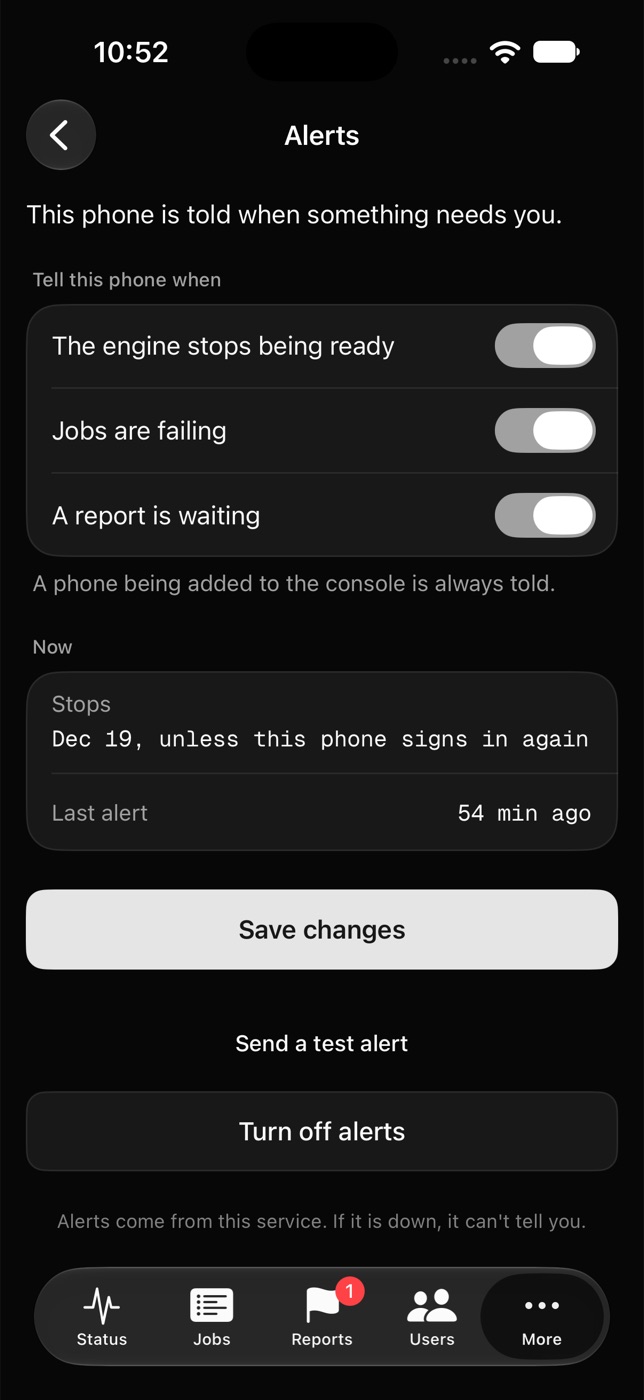 10:52
Alerts
This phone is told when something needs you.
Tell this phone when
The engine stops being ready
Jobs are failing
A report is waiting
A phone being added to the console is always told.
Now
Stops
Dec 19, unless this phone signs in again
Last alert 54 min ago
Save changes
Send a test alert
Turn off alerts
Alerts come from this service. If it is down, it can't tell you.
1
Status Jobs Reports Users More